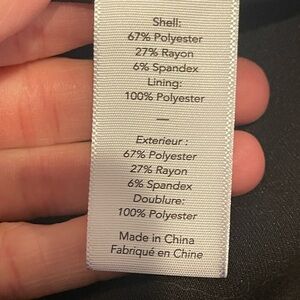 Shell:
67% Polyester
27% Rayon
6% Spandex
Lining:
100% Polyester
—
Exterieur :
67% Polyester
27% Rayon
6% Spandex
Doublure:
100% Polyester
Made in China
Fabriqué en Chine